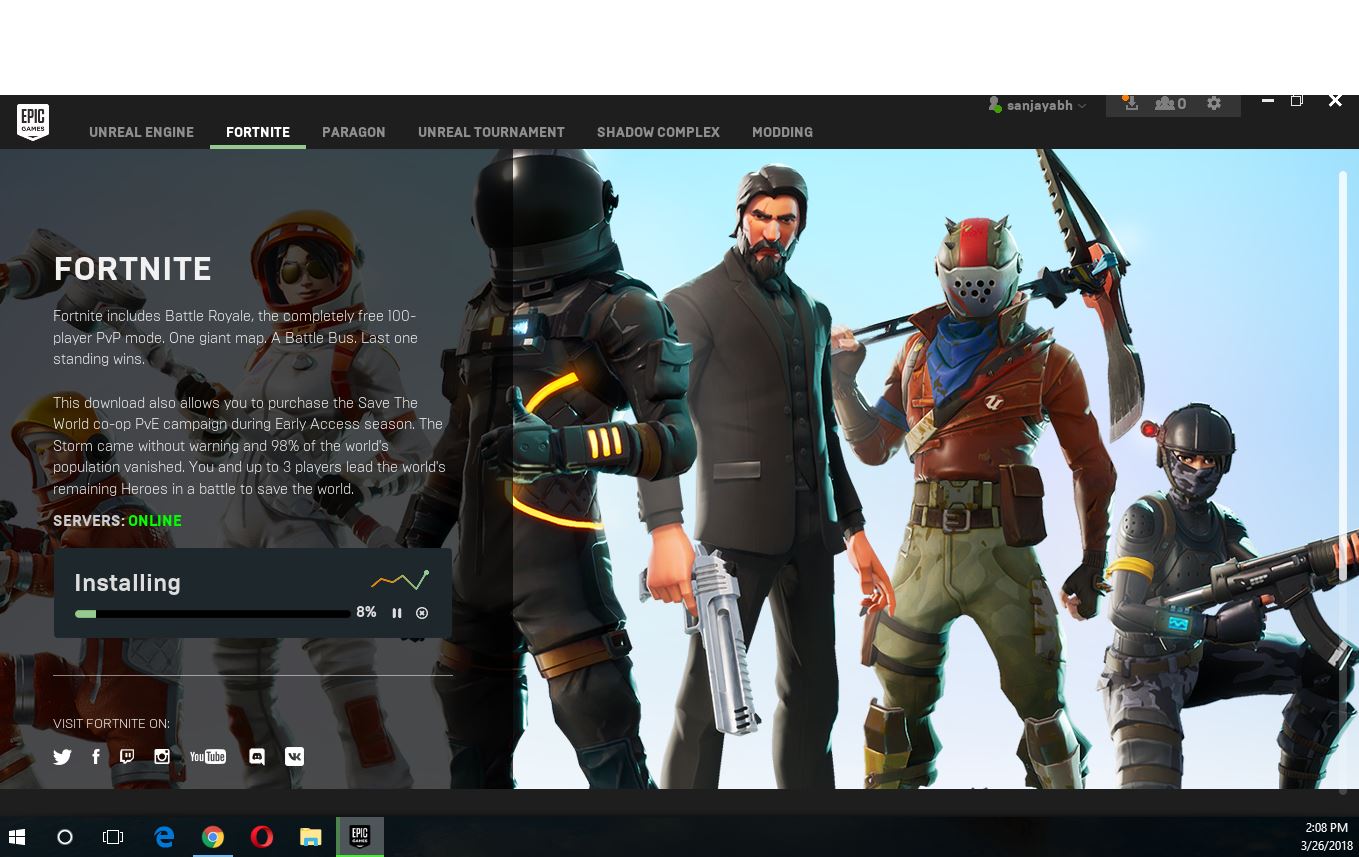 EPIC
GAMES
sanjayabh
0
UNREAL ENGINE
FORTNITE
PARAGON
UNREAL TOURNAMENT
SHADOW COMPLEX
MODDING
FORTNITE
Fortnite includes Battle Royale, the completely free 100-
player PvP mode. One giant map. A Battle Bus. Last one
standing wins.
This download also allows you to purchase the Save The
World co-op PvE campaign during Early Access season. The
Storm came without warning and 98% of the world's
population vanished. You and up to 3 players lead the world's
remaining Heroes in a battle to save the world.
SERVERS: ONLINE
Installing
8%
VISIT FORTNITE ON:
You Tube
EPIC
GAMES
2:08 PM
3/26/2018